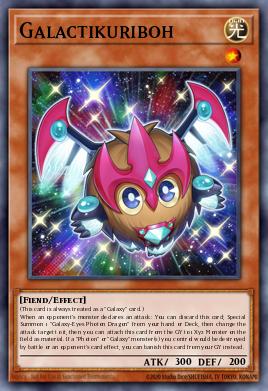 GALACTIKURIBOH
光
[FIEND/EFFECT]
(This card is always treated as a "Galaxy" card.)
When an opponent's monster declares an attack: You can discard this card; Special
Summon 1 "Galaxy-Eyes Photon Dragon" from your hand or Deck, then change the
attack target to it, then you can attach this card from the GY to 1 Xyz Monster on the
field as material. If a "Photon" or "Galaxy" monster(s) you control would be destroyed
by battle or an opponent's card effect, you can banish this card from your GY instead.
ATK/ 300 DEF/ 200
©2020 Studio Dice/SHUEISHA, TV TOKYO, KONAMI